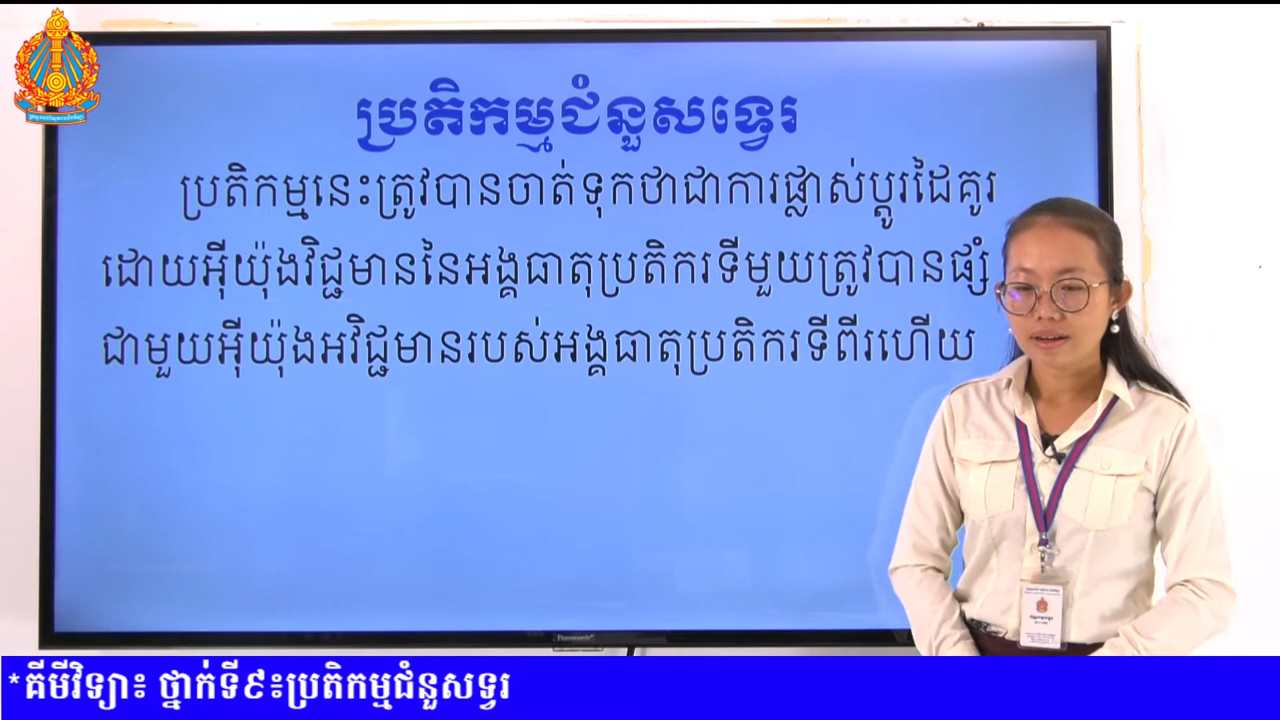 ប្រតិកម្មជំនួសទ្វេរ
ប្រតិកម្មនេះត្រូវបានចាត់ទុកថាជាការផ្លាស់ប្តូរដៃគូរ
ដោយអ៊ីយ៉ុងវិជ្ជមាននៃអង្គធាតុប្រតិករទីមួយត្រូវបានផ្សំ
ជាមួយអ៊ីយ៉ុងអវិជ្ជមានរបស់អង្គធាតុប្រតិករទីពីរហើយ
*គីមីវិទ្យា៖ ថ្នាក់ទី៩៖ប្រតិកម្មជំនួសទ្វរ